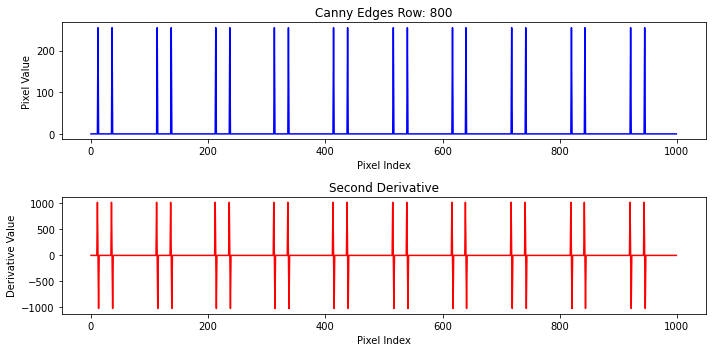 Canny Edges Row: 800
Pixel Value
200
100
0
0 200 400 600 800 1000
Pixel Index
Second Derivative
Derivative Value
1000
500
0
−500
−1000
0 200 400 600 800 1000
Pixel Index